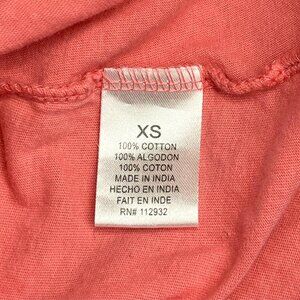 XS
100% COTTON
100% ALGODON
100% COTON
MADE IN INDIA
HECHO EN INDIA
FAIT EN INDE
RN# 112932